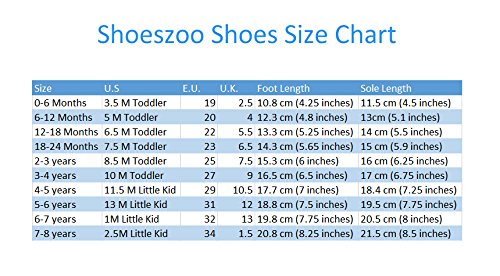 Shoeszoo Shoes Size Chart
Size U.S E.U. U.K. Foot Length Sole Length
0-6 Months 3.5 M Toddler 19 2.5 10.8 cm (4.25 inches) 11.5 cm (4.5 inches)
6-12 Months 5 M Toddler 20 4 12.3 cm (4.8 inches) 13cm (5.1 inches)
12-18 Months 6.5 M Toddler 22 5.5 13.3 cm (5.25 inches) 14 cm (5.5 inches)
18-24 Months 7.5 M Toddler 23 6.5 14.3 cm (5.65 inches) 15 cm (5.9 inches)
2-3 years 8.5 M Toddler 25 7.5 15.3 cm (6 inches) 16 cm (6.25 inches)
3-4 years 10 M Toddler 27 9 16.5 cm (6.5 inches) 17 cm (6.75 inches)
4-5 years 11.5 M Little Kid 29 10.5 17.7 cm (7 inches) 18.4 cm (7.25 inches)
5-6 years 13 M Little Kid 31 12 18.8 cm (7.5 inches) 19.5 cm (7.75 inches)
6-7 years 1M Little Kid 32 13 19.8 cm (7.75 inches) 20.5 cm (8 inches)
7-8 years 2.5M Little Kid 34 1.5 20.8 cm (8.25 inches) 21.5 cm (8.5 inches)